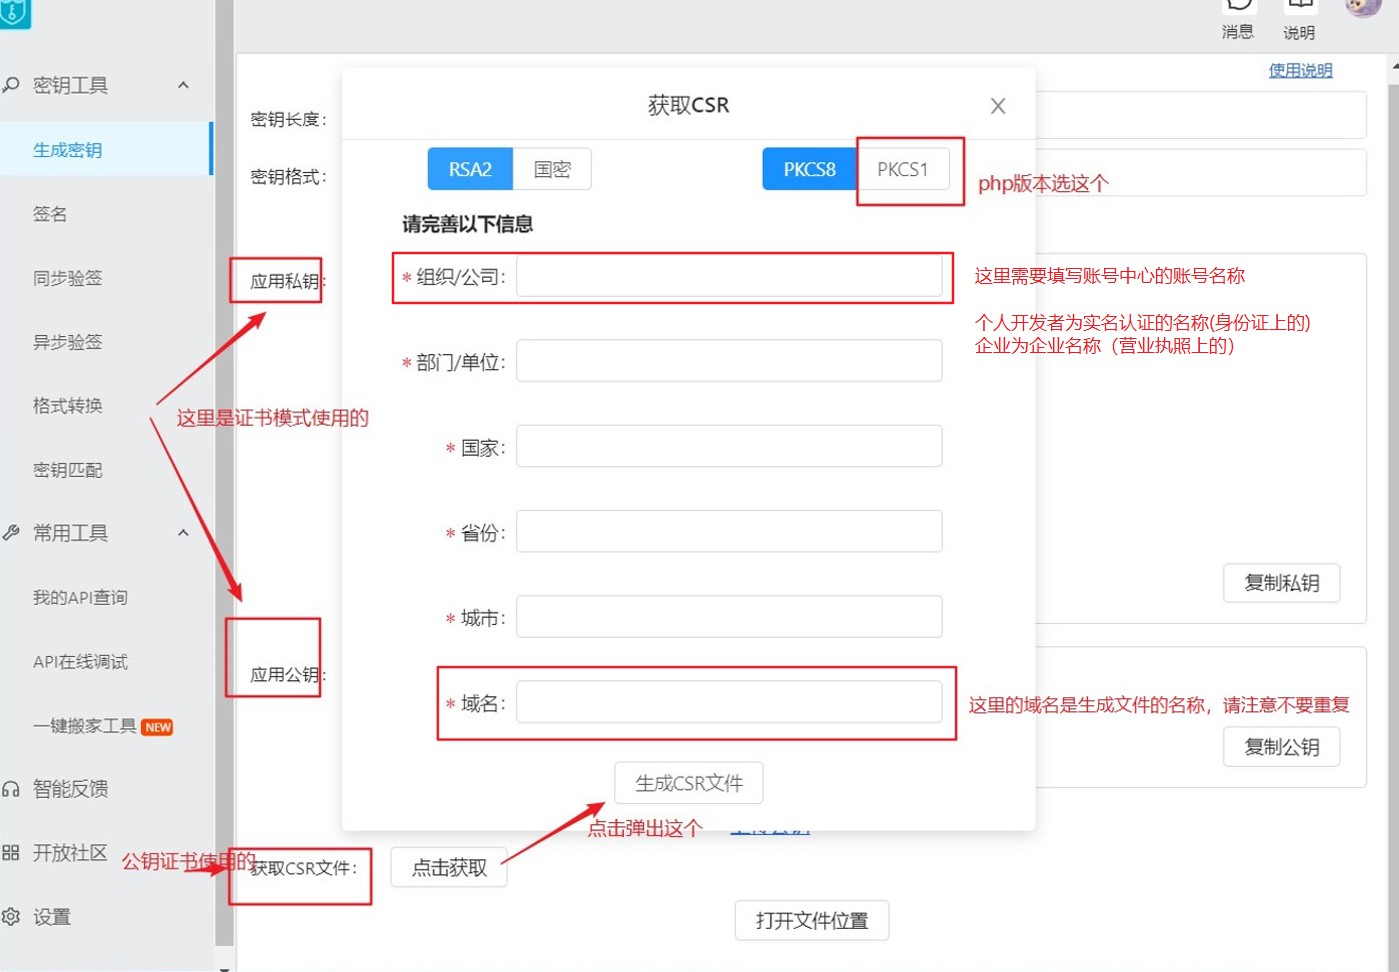 消息
说明
使用说明
密钥工具
生成密钥
签名
同步验签
异步验签
格式转换
密钥匹配
常用工具
我的API查询
API在线调试
一键搬家工具 NEW
智能反馈
开放社区
设置
密钥长度：
密钥格式：
应用私钥：
这里是证书模式使用的
应用公钥：
公钥证书使用的
获取CSR文件：
点击获取
获取CSR
RSA2 国密 PKCS8 PKCS1
php版本选这个
请完善以下信息
* 组织/公司：
这里需要填写账号中心的账号名称
个人开发者为实名认证的名称(身份证上的)
企业为企业名称（营业执照上的）
* 部门/单位：
* 国家：
* 省份：
* 城市：
* 域名：
这里的域名是生成文件的名称，请注意不要重复
生成CSR文件
点击弹出这个
复制私钥
复制公钥
打开文件位置